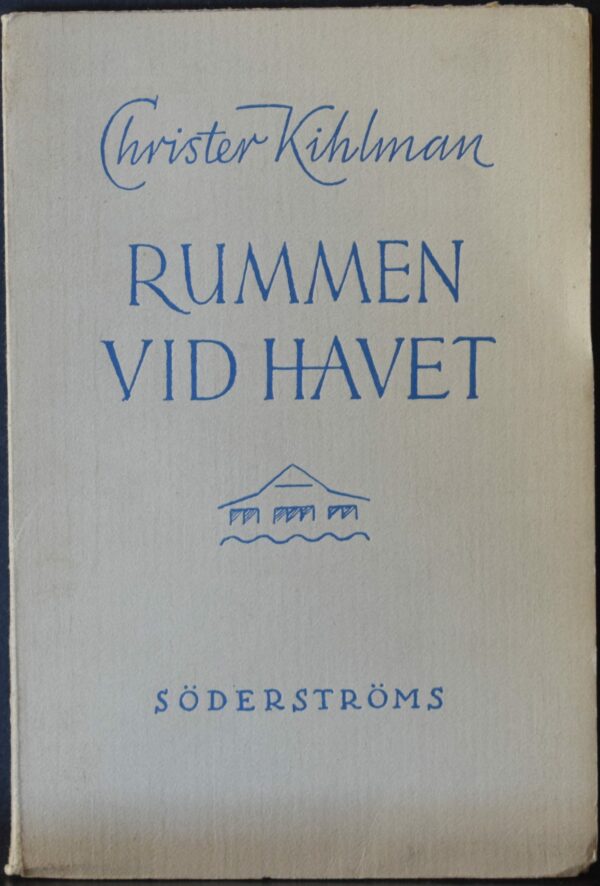 Christer Kihlman
RUMMEN
VID HAVET
SÖDERSTRÖMS